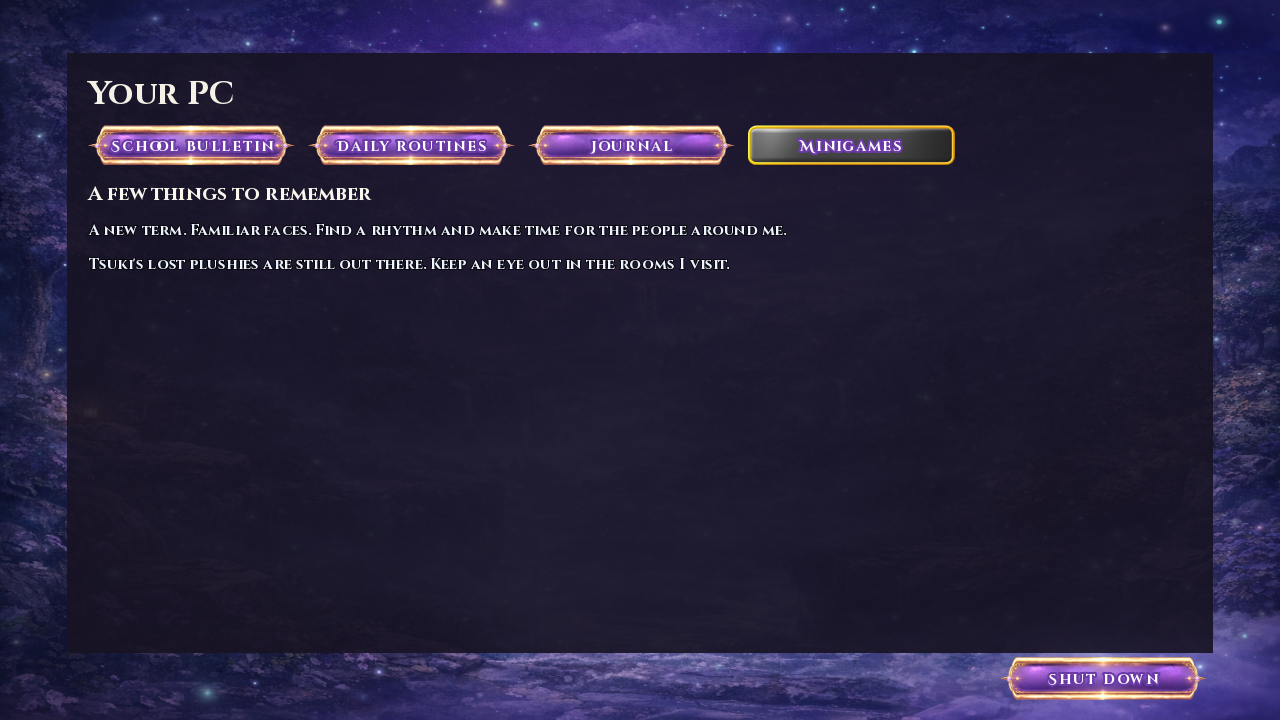 Your PC
School Bulletin
Daily Routines
Journal
Minigames
A few things to remember
A new term. Familiar faces. Find a rhythm and make time for the people around me.
Tsuki's lost plushies are still out there. Keep an eye out in the rooms I visit.
Shut down